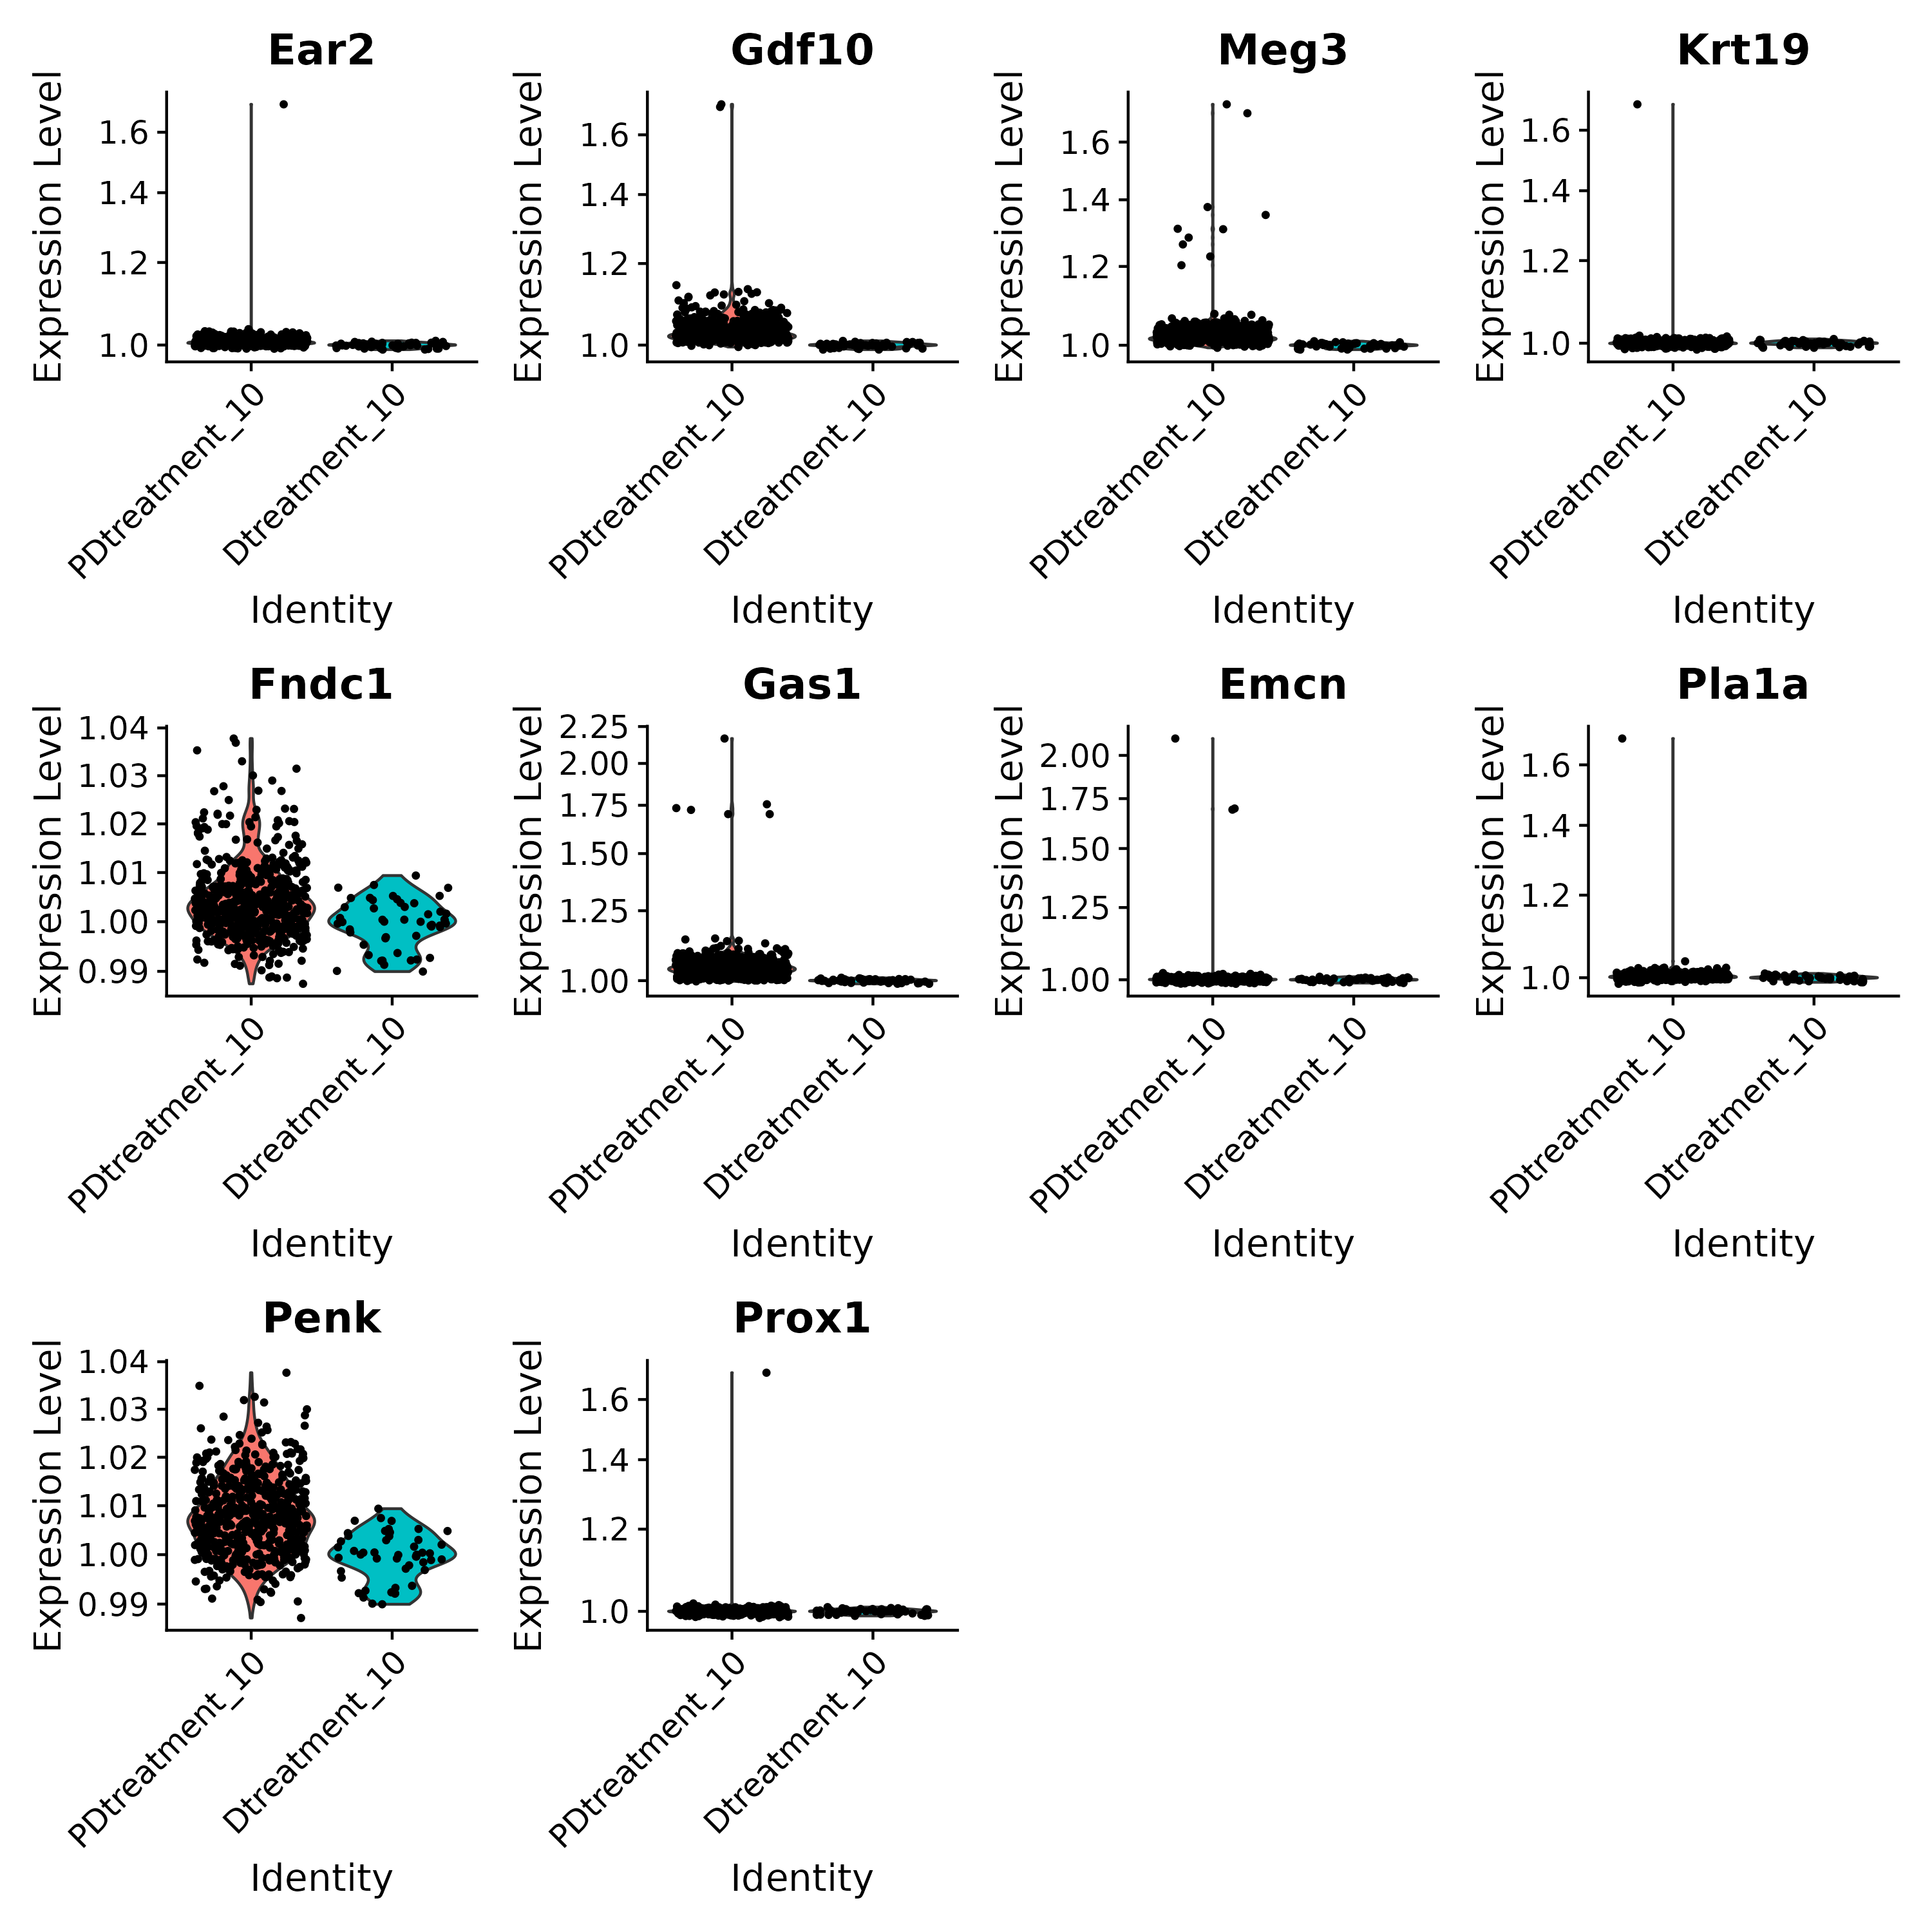 Ear2
Gdf10
Meg3
Krt19
Expression Level
1.6
1.4
1.2
1.0
Expression Level
1.6
1.4
1.2
1.0
Expression Level
1.6
1.4
1.2
1.0
Expression Level
1.6
1.4
1.2
1.0
PDtreatment_10
Dtreatment_10
PDtreatment_10
Dtreatment_10
PDtreatment_10
Dtreatment_10
PDtreatment_10
Dtreatment_10
Identity
Identity
Identity
Identity
Fndc1
Gas1
Emcn
Pla1a
Expression Level
1.04
1.03
1.02
1.01
1.00
0.99
Expression Level
2.25
2.00
1.75
1.50
1.25
1.00
Expression Level
2.00
1.75
1.50
1.25
1.00
Expression Level
1.6
1.4
1.2
1.0
PDtreatment_10
Dtreatment_10
PDtreatment_10
Dtreatment_10
PDtreatment_10
Dtreatment_10
PDtreatment_10
Dtreatment_10
Identity
Identity
Identity
Identity
Penk
Prox1
Expression Level
1.04
1.03
1.02
1.01
1.00
0.99
Expression Level
1.6
1.4
1.2
1.0
PDtreatment_10
Dtreatment_10
PDtreatment_10
Dtreatment_10
Identity
Identity